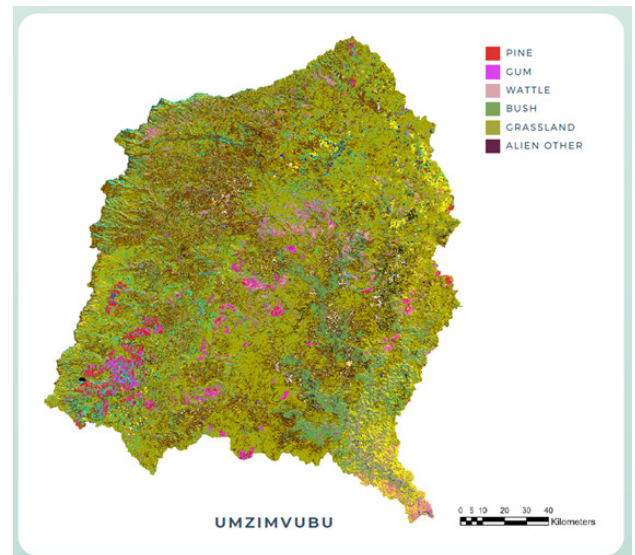 PINE
GUM
WATTLE
BUSH
GRASSLAND
ALIEN OTHER
UMZIMVUBU
0 5 10 20 30 40
Kilometers